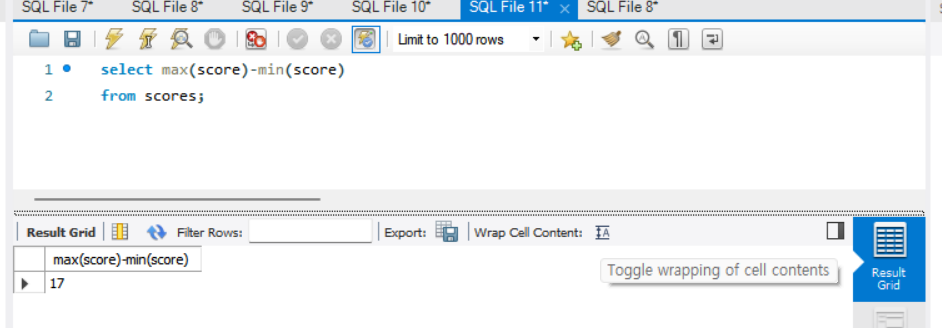 SQL File 7* SQL File 8* SQL File 9* SQL File 10* SQL File 11* × SQL File 8*
Limit to 1000 rows
1 select max(score)-min(score)
2 from scores;
Result Grid Filter Rows: Export: Wrap Cell Content: IA
max(score)-min(score)
17
Toggle wrapping of cell contents
Result
Grid